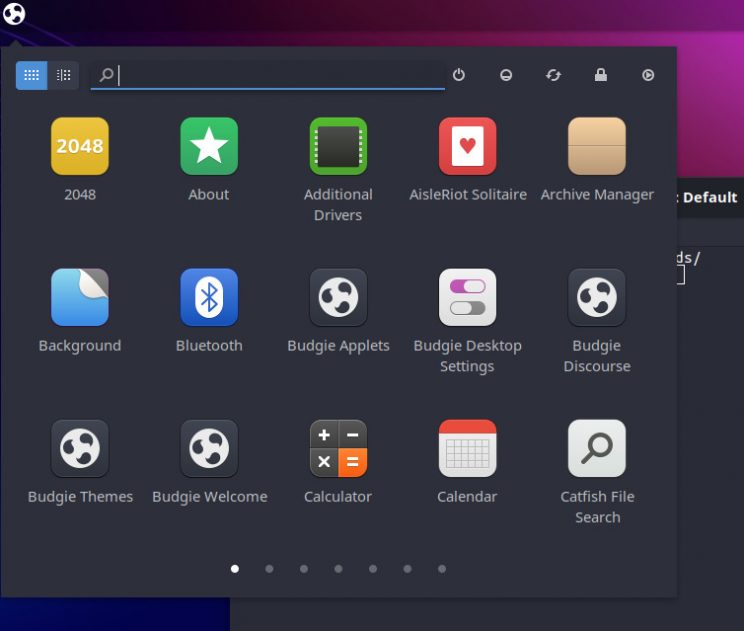 2048
2048
About
Additional
Drivers
AisleRiot Solitaire
Archive Manager
: Default
ds/
Background
Bluetooth
Budgie Applets
Budgie Desktop
Settings
Budgie
Discourse
Budgie Themes
Budgie Welcome
Calculator
Calendar
Catfish File
Search